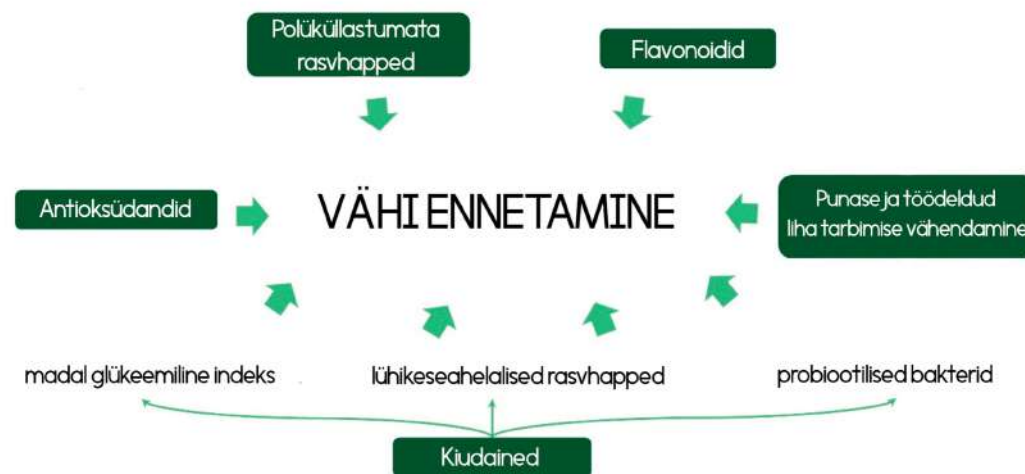 Polüküllastumata
rasvhapped
Flavonoidid
Antioksüdandid
VÄHI ENNETAMINE
Punase ja töödeldud
liha tarbimise vähendamine
madal glükeemiline indeks
lühikeseahelalised rasvhapped
probiootilised bakterid
Kiudained